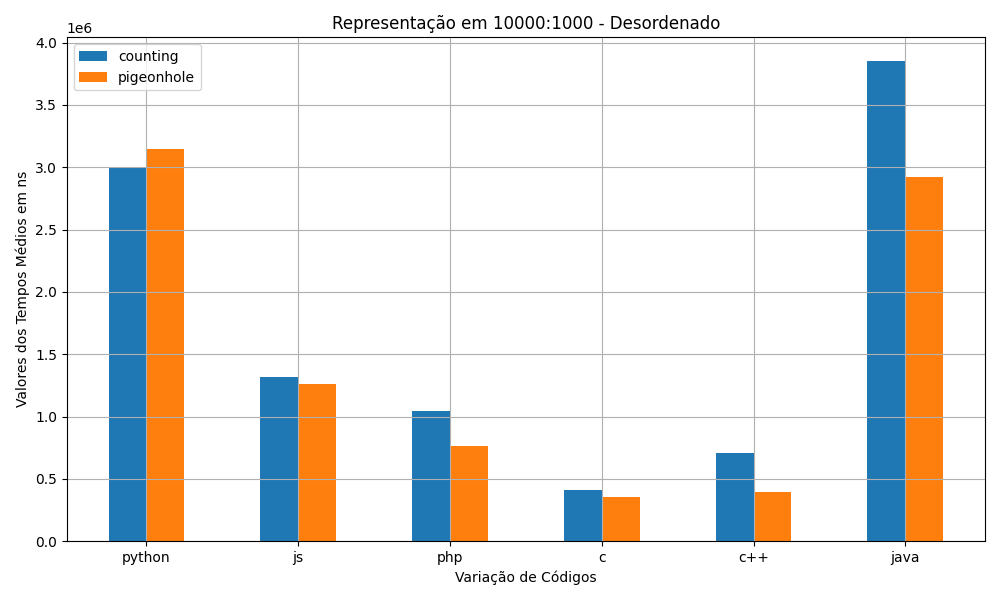 Representação em 10000:1000 - Desordenado
1e6
4.0
3.5
3.0
2.5
2.0
1.5
1.0
0.5
0.0
Valores dos Tempos Médios em ns
counting
pigeonhole
python
js
php
c
c++
java
Variação de Códigos